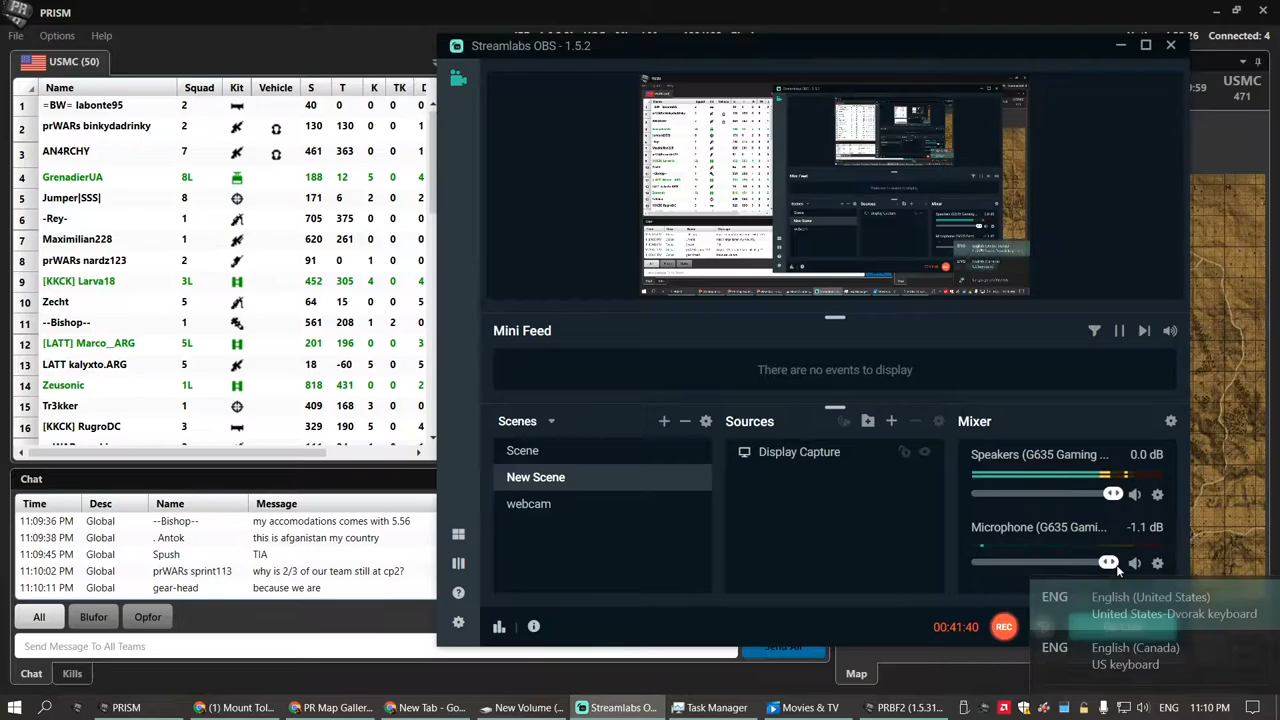 PRISM
Connected: 4
File Options Help
USMC (50)
Name Squad Kit Vehicle S T K TK D
1 =BW= labonte95 2 40 0 0 0 1
2 prWARs binkydadrinky 2 130 130 0 0 1
3 ANARCHY 7 461 363 0 0 3
4 GrenadierUA 8L 188 12 5 0 4
5 Jumper|SSS| 1 171 6 2 0
6 -Rey- 1 705 375 0 0
7 Maximilian228 620 261 0 0
8 nardz123 91 0 0 0
9 [KKCK] Larva18 3L 452 305 4 0 4
10 Zecht 5 64 15 0 0 5
11 --Bishop-- 1 561 208 1 2
12 [LATT] Marco__ARG 5L 201 196 0 0 3
13 LATT kalyxto.ARG 5 18 -60 5 0 5
14 Zeusonic 1L 818 431 0 0 2
15 Tr3kker 1 409 168 3 0
16 [KKCK] RugroDC 3 329 190 5 0 4
Chat
Time Desc Name Message
11:09:36 PM Global --Bishop-- my accomodations comes with 5.56
11:09:38 PM Global . Antok this is afganistan my country
11:09:45 PM Global Spush TIA
11:10:02 PM Global prWARs sprint113 why is 2/3 of our team still at cp2?
11:10:11 PM Global gear-head because we are
All Blufor Opfor
Send Message To All Teams
Send All
Chat Kills
Map
Streamlabs OBS - 1.5.2
USMC
471
:59
Mini Feed
There are no events to display
Scenes
Scene
New Scene
webcam
Sources
Display Capture
Mixer
Speakers (G635 Gaming ... 0.0 dB
Microphone (G635 Gami... -1.1 dB
00:41:40 REC
ENG English (United States)
United States-Dvorak keyboard
ENG English (Canada)
US keyboard
PRISM
(1) Mount Tol...
PR Map Galler...
New Tab - Go...
New Volume (...
Streamlabs O...
Task Manager
Movies & TV
PRBF2 (1.5.31...
ENG 11:10 PM